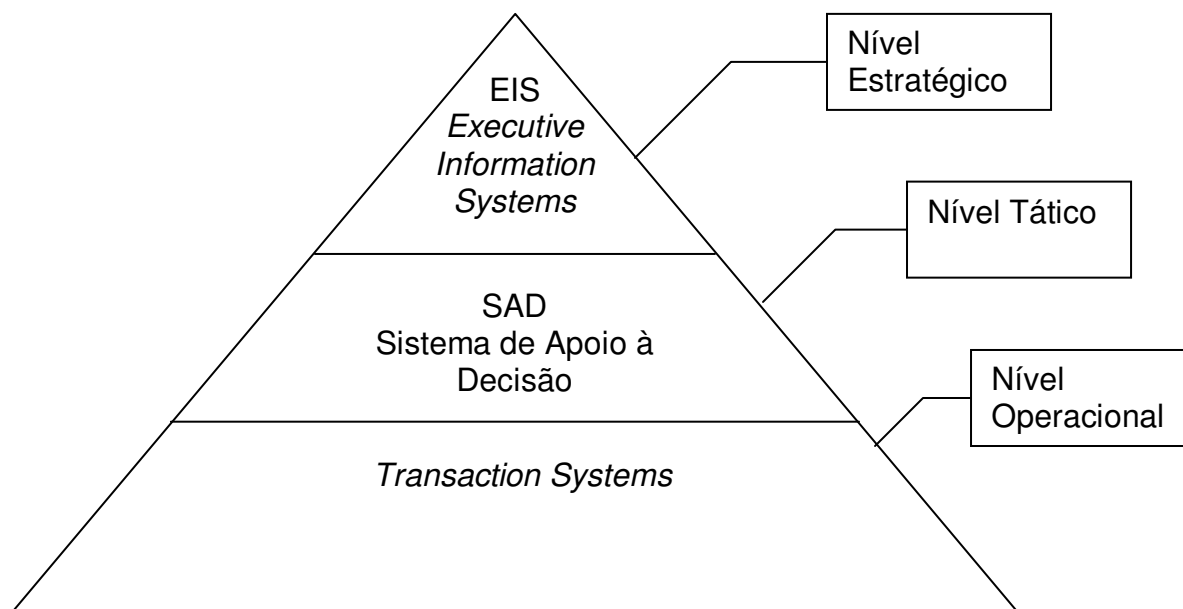 Nível
Estratégico
EIS
Executive
Information
Systems
Nível Tático
SAD
Sistema de Apoio à
Decisão
Nível
Operacional
Transaction Systems